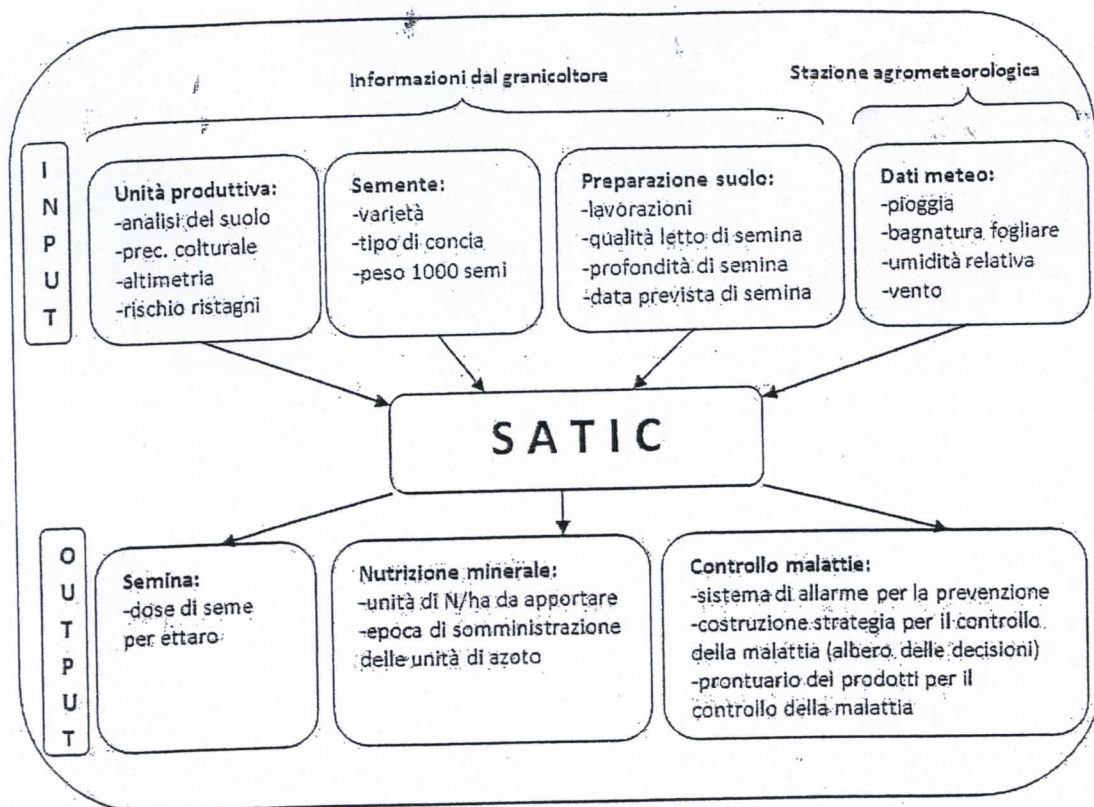 Informazioni dal granicoltore
Stazione agrometeorologica
INPUT
Unità produttiva:
-analisi del suolo
-prec. colturale
-altimetria
-rischio ristagni
Semente:
-varietà
-tipo di concia
-peso 1000 semi
Preparazione suolo:
-lavorazioni
-qualità letto di semina
-profondità di semina
-data prevista di semina
Dati meteo:
-pioggia
-bagnatura fogliare
-umidità relativa
-vento
SATIC
OUTPUT
Semina:
-dose di seme
per ettaro
Nutrizione minerale:
-unità di N/ha da apportare
-epoca di somministrazione
delle unità di azoto
Controllo malattie:
-sistema di allarme per la prevenzione
-costruzione strategia per il controllo
della malattia (albero delle decisioni)
-prontuario dei prodotti per il
controllo della malattia